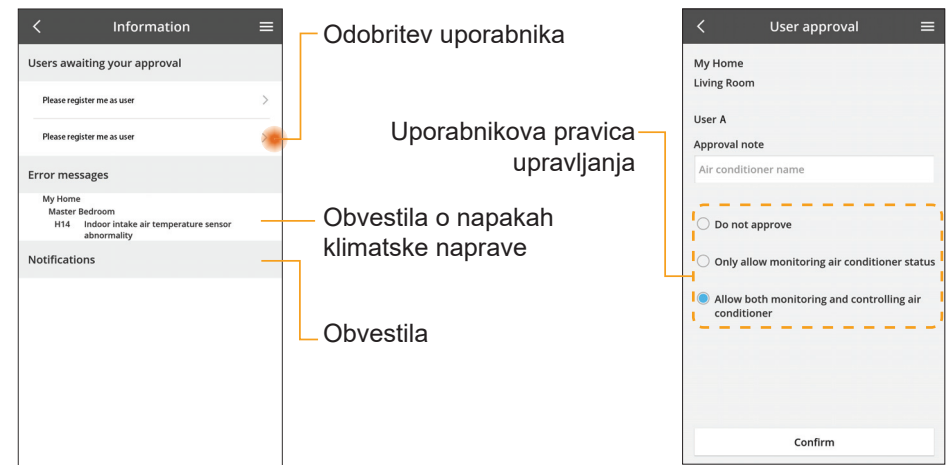 Information
Users awaiting your approval
Please register me as user
Please register me as user
Error messages
My Home
Master Bedroom
H14 Indoor intake air temperature sensor
abnormality
Notifications
Odobritev uporabnika
Uporabnikova pravica
upravljanja
Obvestila o napakah
klimatske naprave
Obvestila
User approval
My Home
Living Room
User A
Approval note
Air conditioner name
Do not approve
Only allow monitoring air conditioner status
Allow both monitoring and controlling air
conditioner
Confirm